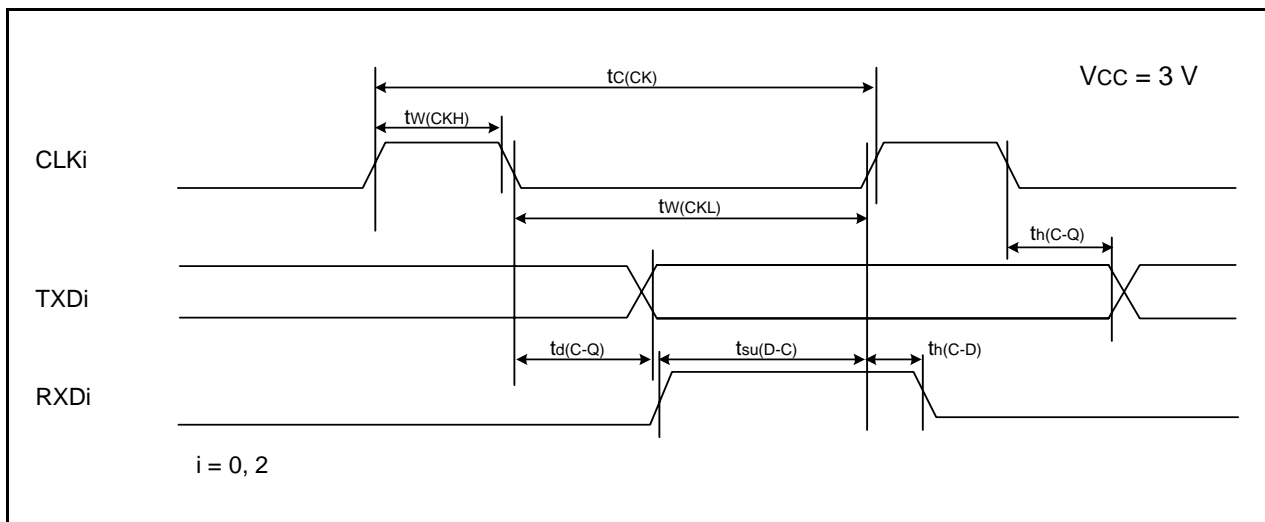 tC(CK)
VCC = 3 V
tW(CKH)
CLKi
tW(CKL)
th(C-Q)
TXDi
td(C-Q)
tsu(D-C)
th(C-D)
RXDi
i = 0, 2